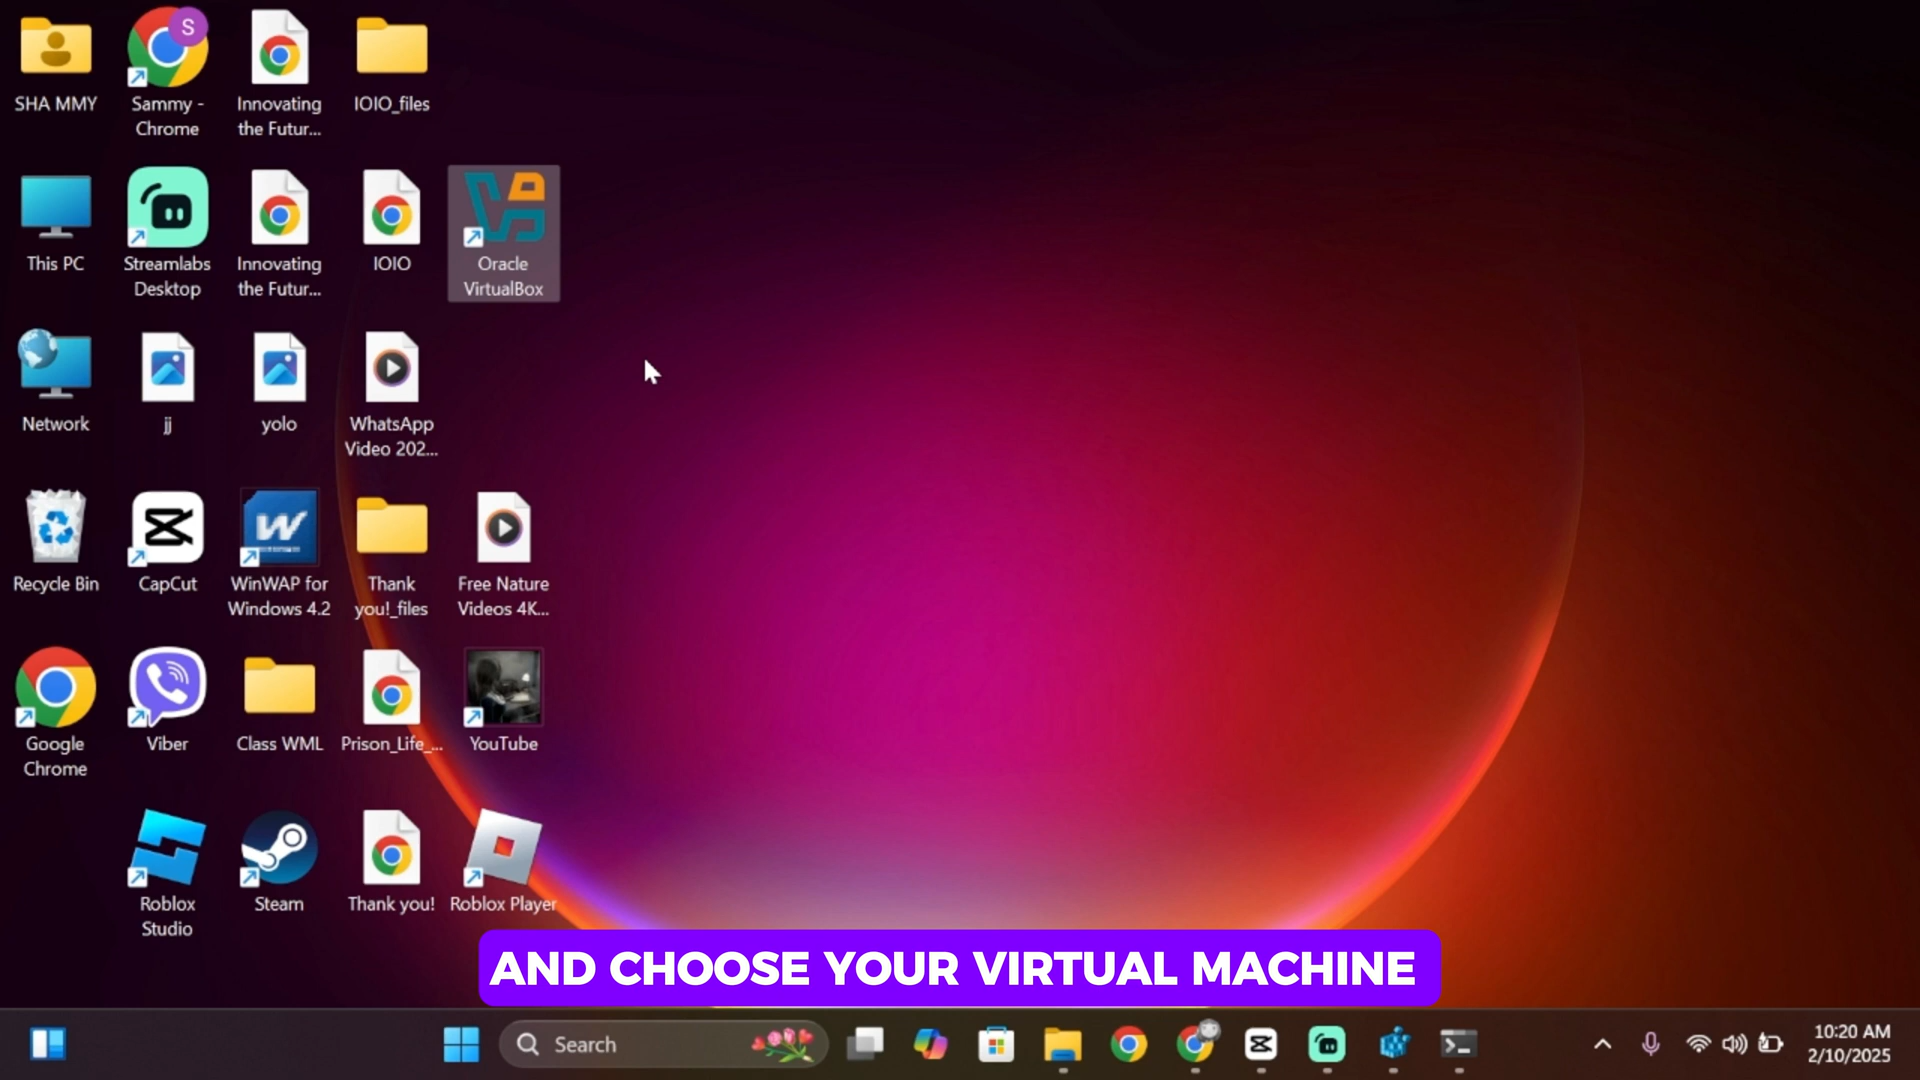 SHA MMY
Sammy -
Chrome
S
Innovating
the Futur...
IOIO_files
This PC
Streamlabs
Desktop
Innovating
the Futur...
IOIO
Oracle
VirtualBox
Network
jj
yolo
WhatsApp
Video 202...
Recycle Bin
CapCut
W
WinWAP for
Windows 4.2
Thank
you!_files
Free Nature
Videos 4K...
Google
Chrome
Viber
Class WML
Prison_Life_...
YouTube
Roblox
Studio
Steam
Thank you!
Roblox Player
AND CHOOSE YOUR VIRTUAL MACHINE
Search
10:20 AM
2/10/2025